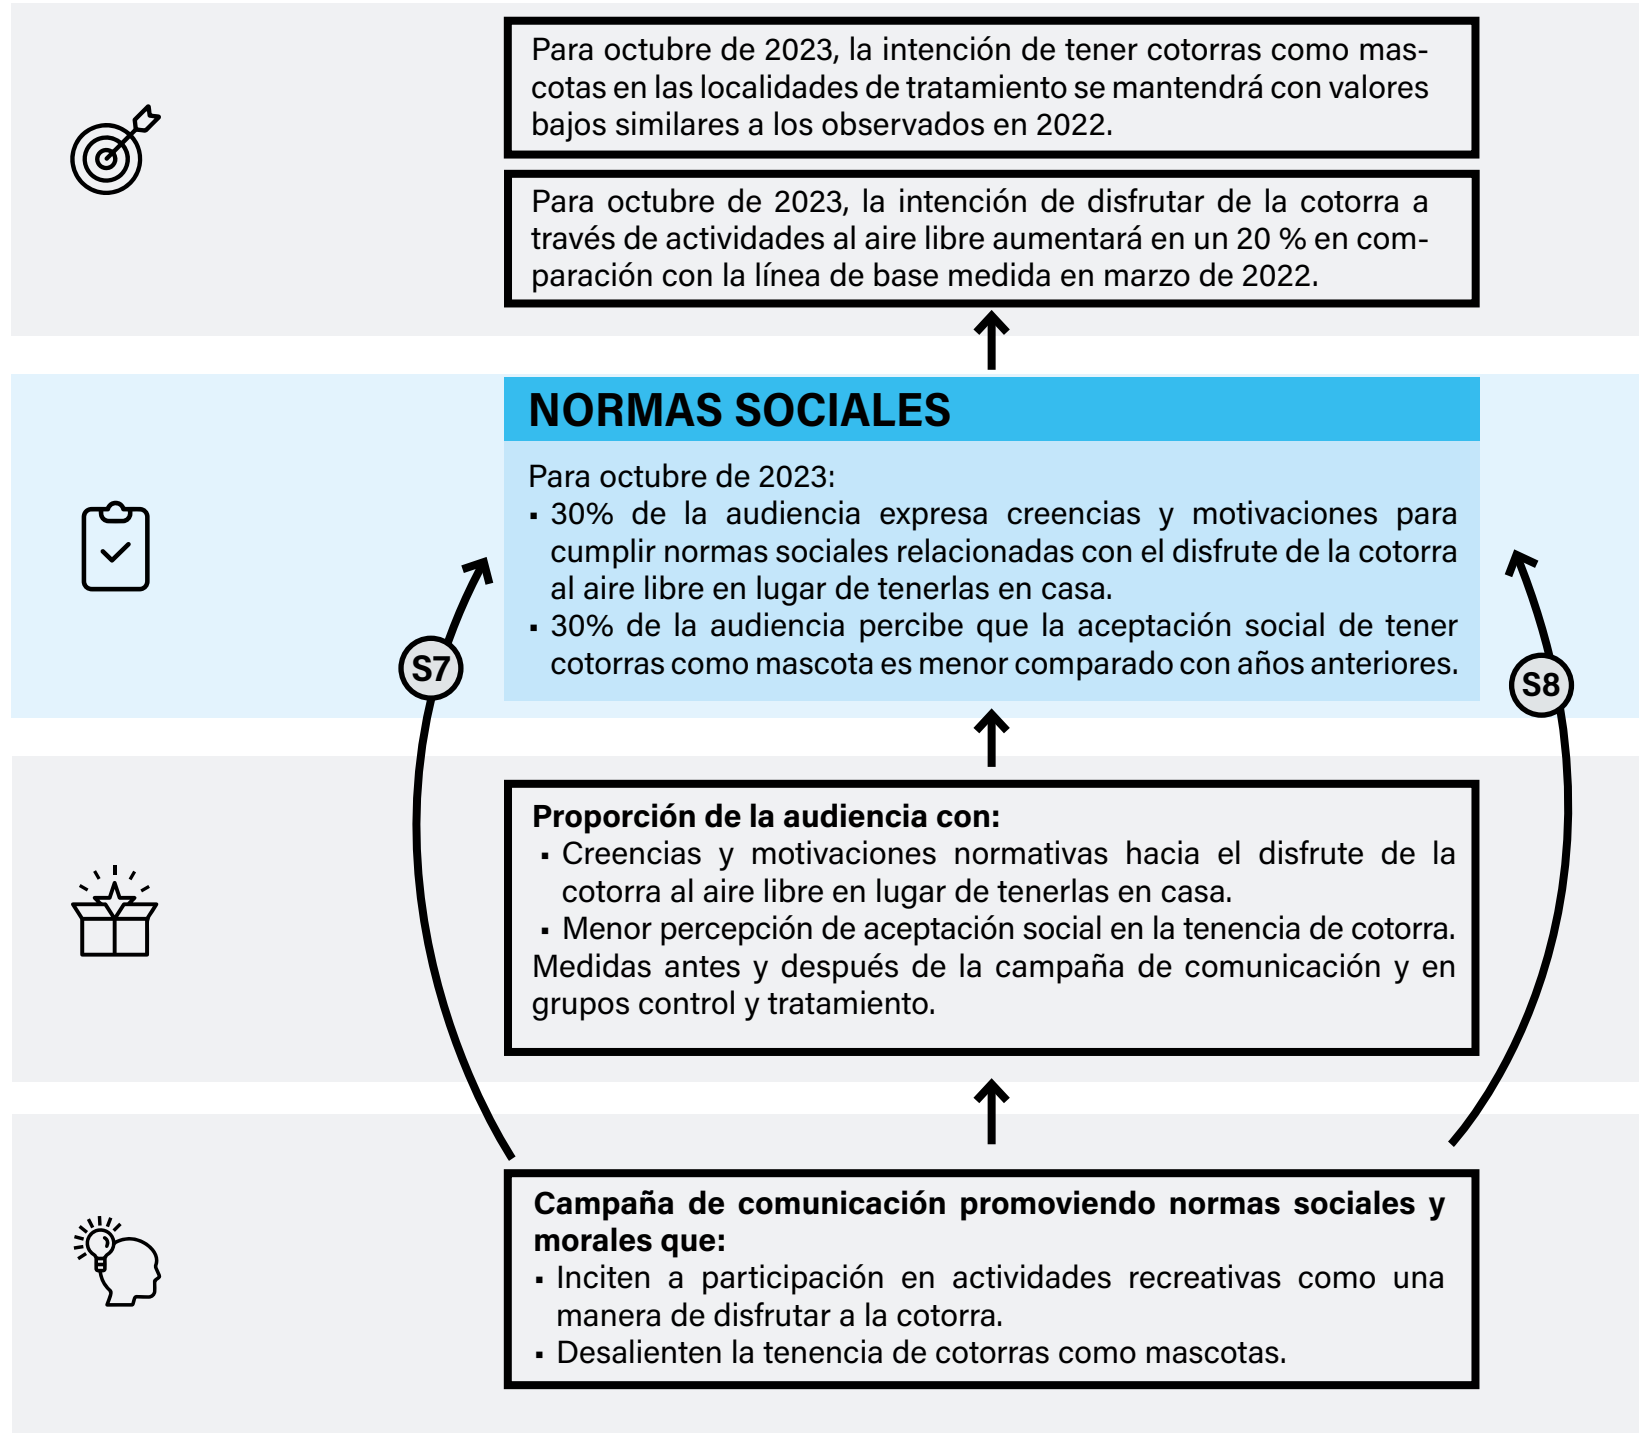 Para octubre de 2023, la intención de tener cotorras como mas-
cotas en las localidades de tratamiento se mantendrá con valores
bajos similares a los observados en 2022.
Para octubre de 2023, la intención de disfrutar de la cotorra a
través de actividades al aire libre aumentará en un 20 % en com-
paración con la línea de base medida en marzo de 2022.
NORMAS SOCIALES
Para octubre de 2023:
▪ 30% de la audiencia expresa creencias y motivaciones para
cumplir normas sociales relacionadas con el disfrute de la cotorra
al aire libre en lugar de tenerlas en casa.
▪ 30% de la audiencia percibe que la aceptación social de tener
cotorras como mascota es menor comparado con años anteriores.
S7
S8
Proporción de la audiencia con:
▪ Creencias y motivaciones normativas hacia el disfrute de la
cotorra al aire libre en lugar de tenerlas en casa.
▪ Menor percepción de aceptación social en la tenencia de cotorra.
Medidas antes y después de la campaña de comunicación y en
grupos control y tratamiento.
Campaña de comunicación promoviendo normas sociales y
morales que:
▪ Inciten a participación en actividades recreativas como una
manera de disfrutar a la cotorra.
▪ Desalienten la tenencia de cotorras como mascotas.